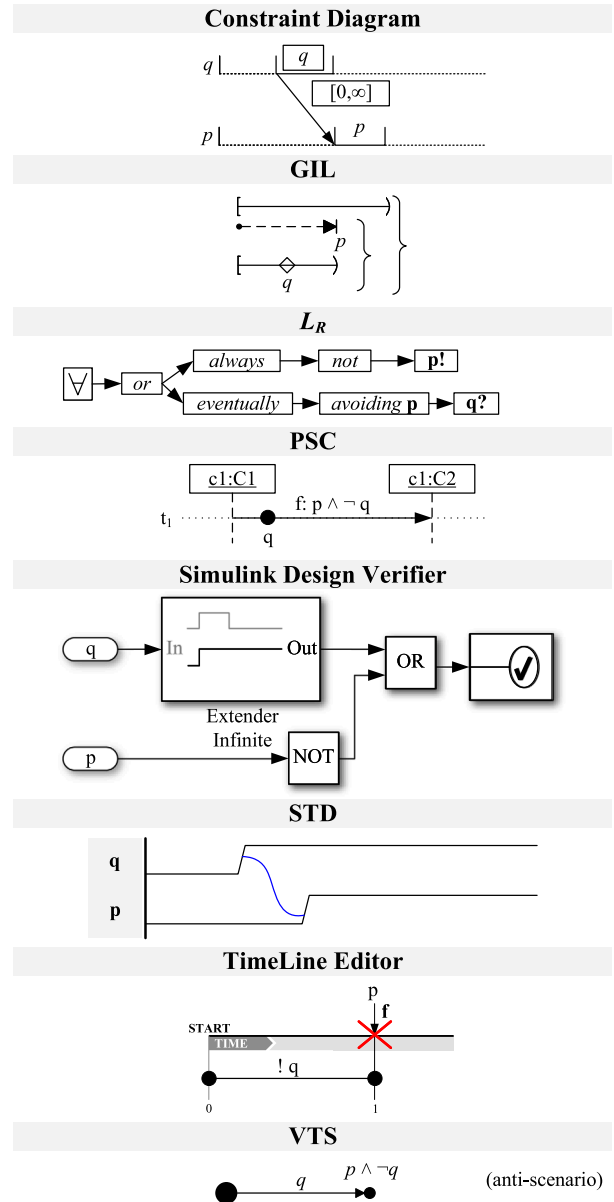 Constraint Diagram
q
q
[0,∞]
p
p
GIL
p
q
L_R
always not p!
∀ or
eventually avoiding p q?
PSC
c1:C1 c1:C2
f: p ∧ ¬ q
t1
q
Simulink Design Verifier
q In Out OR
Extender
Infinite
p NOT
STD
q
p
TimeLine Editor
p
f
START
TIME
! q
0 1
VTS
q p ∧ ¬q (anti-scenario)